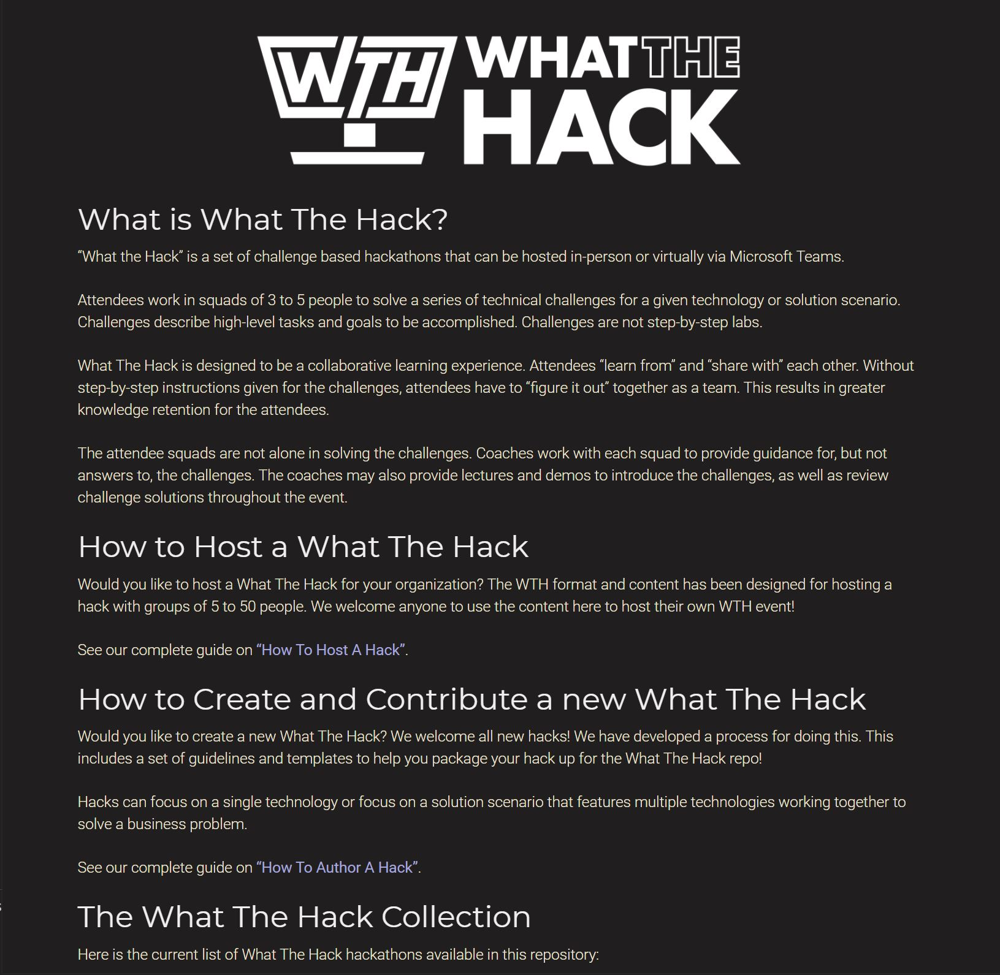 WTH WHAT THE
HACK
What is What The Hack?
“What the Hack” is a set of challenge based hackathons that can be hosted in-person or virtually via Microsoft Teams.
Attendees work in squads of 3 to 5 people to solve a series of technical challenges for a given technology or solution scenario.
Challenges describe high-level tasks and goals to be accomplished. Challenges are not step-by-step labs.
What The Hack is designed to be a collaborative learning experience. Attendees “learn from” and “share with” each other. Without
step-by-step instructions given for the challenges, attendees have to “figure it out” together as a team. This results in greater
knowledge retention for the attendees.
The attendee squads are not alone in solving the challenges. Coaches work with each squad to provide guidance for, but not
answers to, the challenges. The coaches may also provide lectures and demos to introduce the challenges, as well as review
challenge solutions throughout the event.
How to Host a What The Hack
Would you like to host a What The Hack for your organization? The WTH format and content has been designed for hosting a
hack with groups of 5 to 50 people. We welcome anyone to use the content here to host their own WTH event!
See our complete guide on “How To Host A Hack”.
How to Create and Contribute a new What The Hack
Would you like to create a new What The Hack? We welcome all new hacks! We have developed a process for doing this. This
includes a set of guidelines and templates to help you package your hack up for the What The Hack repo!
Hacks can focus on a single technology or focus on a solution scenario that features multiple technologies working together to
solve a business problem.
See our complete guide on “How To Author A Hack”.
The What The Hack Collection
Here is the current list of What The Hack hackathons available in this repository: